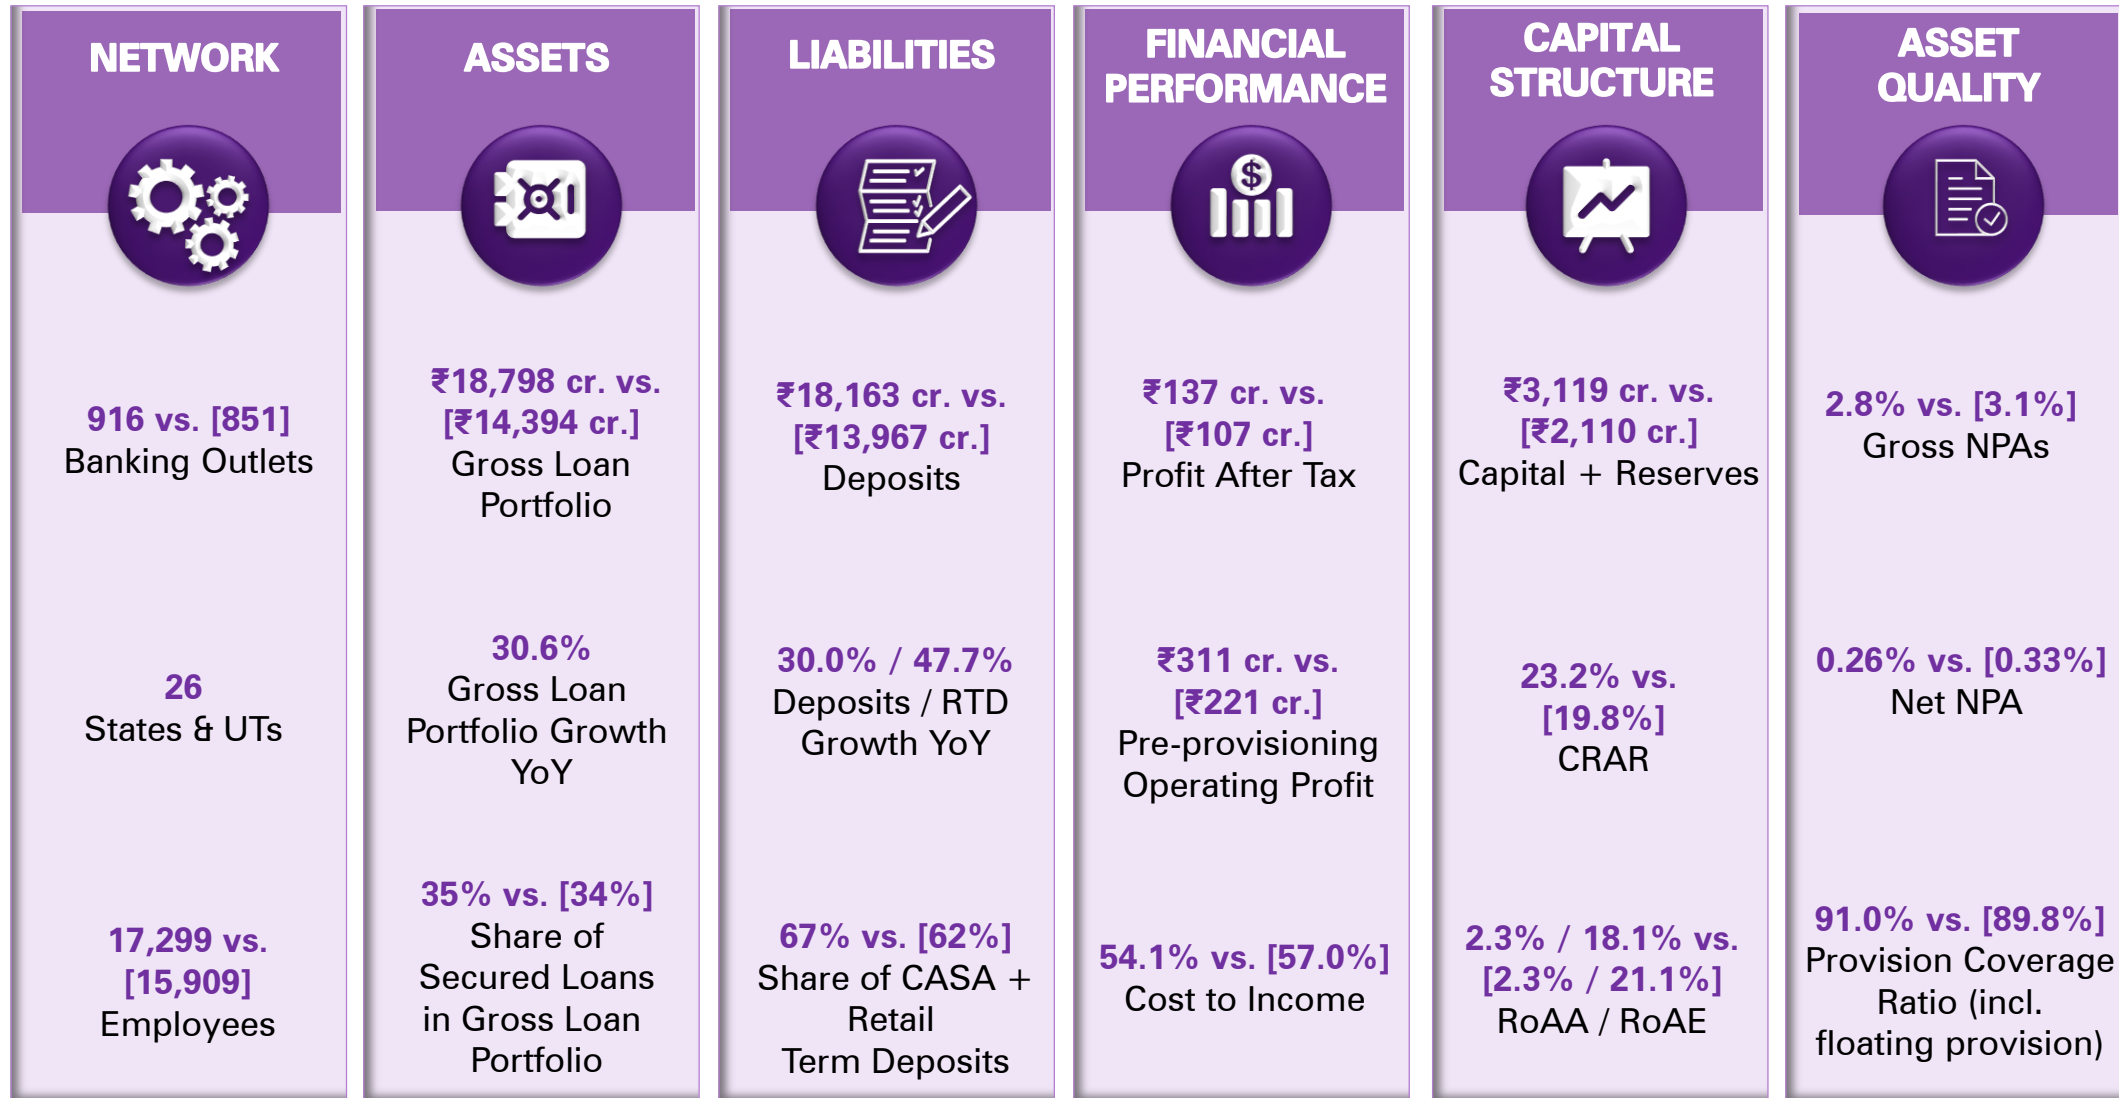 NETWORK
916 vs. [851]
Banking Outlets
26
States & UTs
17,299 vs.
[15,909]
Employees
ASSETS
₹18,798 cr. vs.
[₹14,394 cr.]
Gross Loan
Portfolio
30.6%
Gross Loan
Portfolio Growth
YoY
35% vs. [34%]
Share of
Secured Loans
in Gross Loan
Portfolio
LIABILITIES
₹18,163 cr. vs.
[₹13,967 cr.]
Deposits
30.0% / 47.7%
Deposits / RTD
Growth YoY
67% vs. [62%]
Share of CASA +
Retail
Term Deposits
FINANCIAL
PERFORMANCE
$
₹137 cr. vs.
[₹107 cr.]
Profit After Tax
₹311 cr. vs.
[₹221 cr.]
Pre-provisioning
Operating Profit
54.1% vs. [57.0%]
Cost to Income
CAPITAL
STRUCTURE
₹3,119 cr. vs.
[₹2,110 cr.]
Capital + Reserves
23.2% vs.
[19.8%]
CRAR
2.3% / 18.1% vs.
[2.3% / 21.1%]
RoAA / RoAE
ASSET
QUALITY
2.8% vs. [3.1%]
Gross NPAs
0.26% vs. [0.33%]
Net NPA
91.0% vs. [89.8%]
Provision Coverage
Ratio (incl.
floating provision)